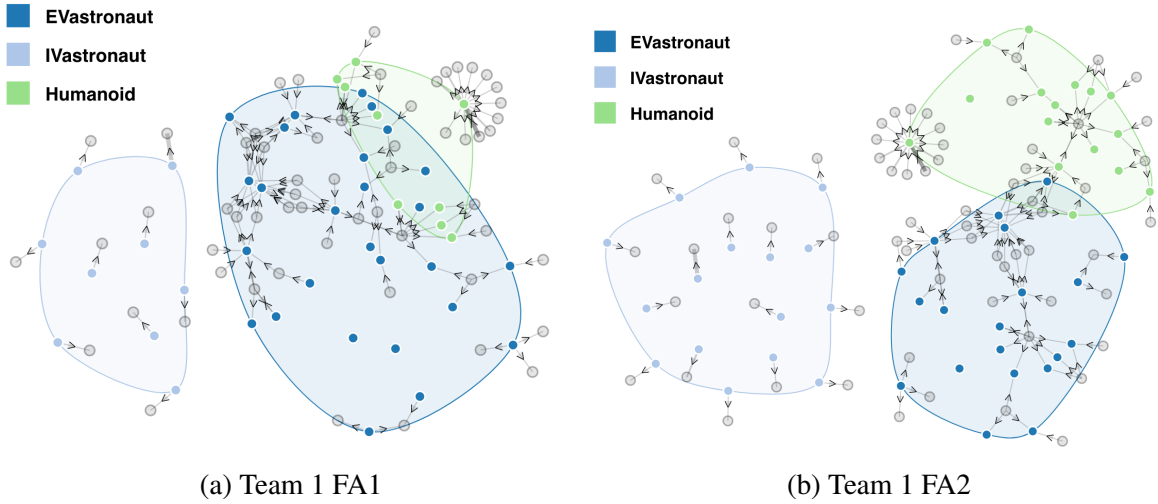 EVastronaut
IVastronaut
Humanoid
EVastronaut
IVastronaut
Humanoid
(a) Team 1 FA1
(b) Team 1 FA2